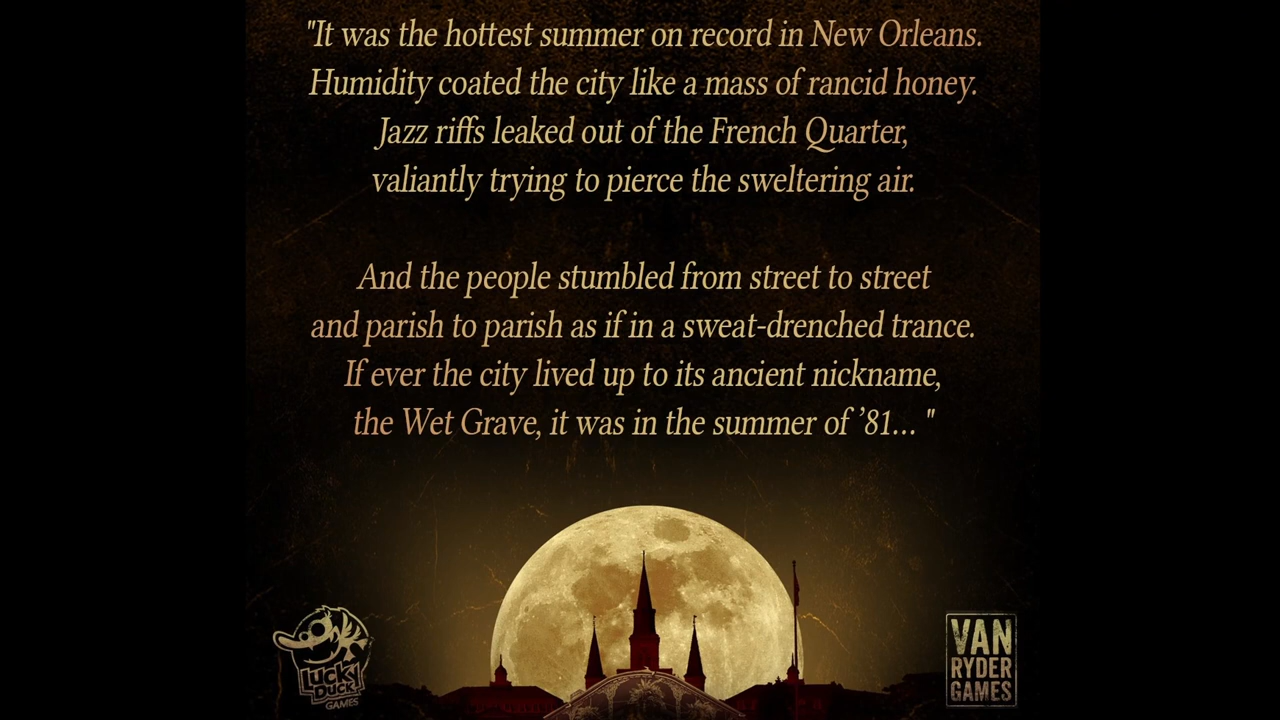 "It was the hottest summer on record in New Orleans.
Humidity coated the city like a mass of rancid honey.
Jazz riffs leaked out of the French Quarter,
valiantly trying to pierce the sweltering air.
And the people stumbled from street to street
and parish to parish as if in a sweat-drenched trance.
If ever the city lived up to its ancient nickname,
the Wet Grave, it was in the summer of ’81... "
LUCKY
DUCK
GAMES
VAN
RYDER
GAMES